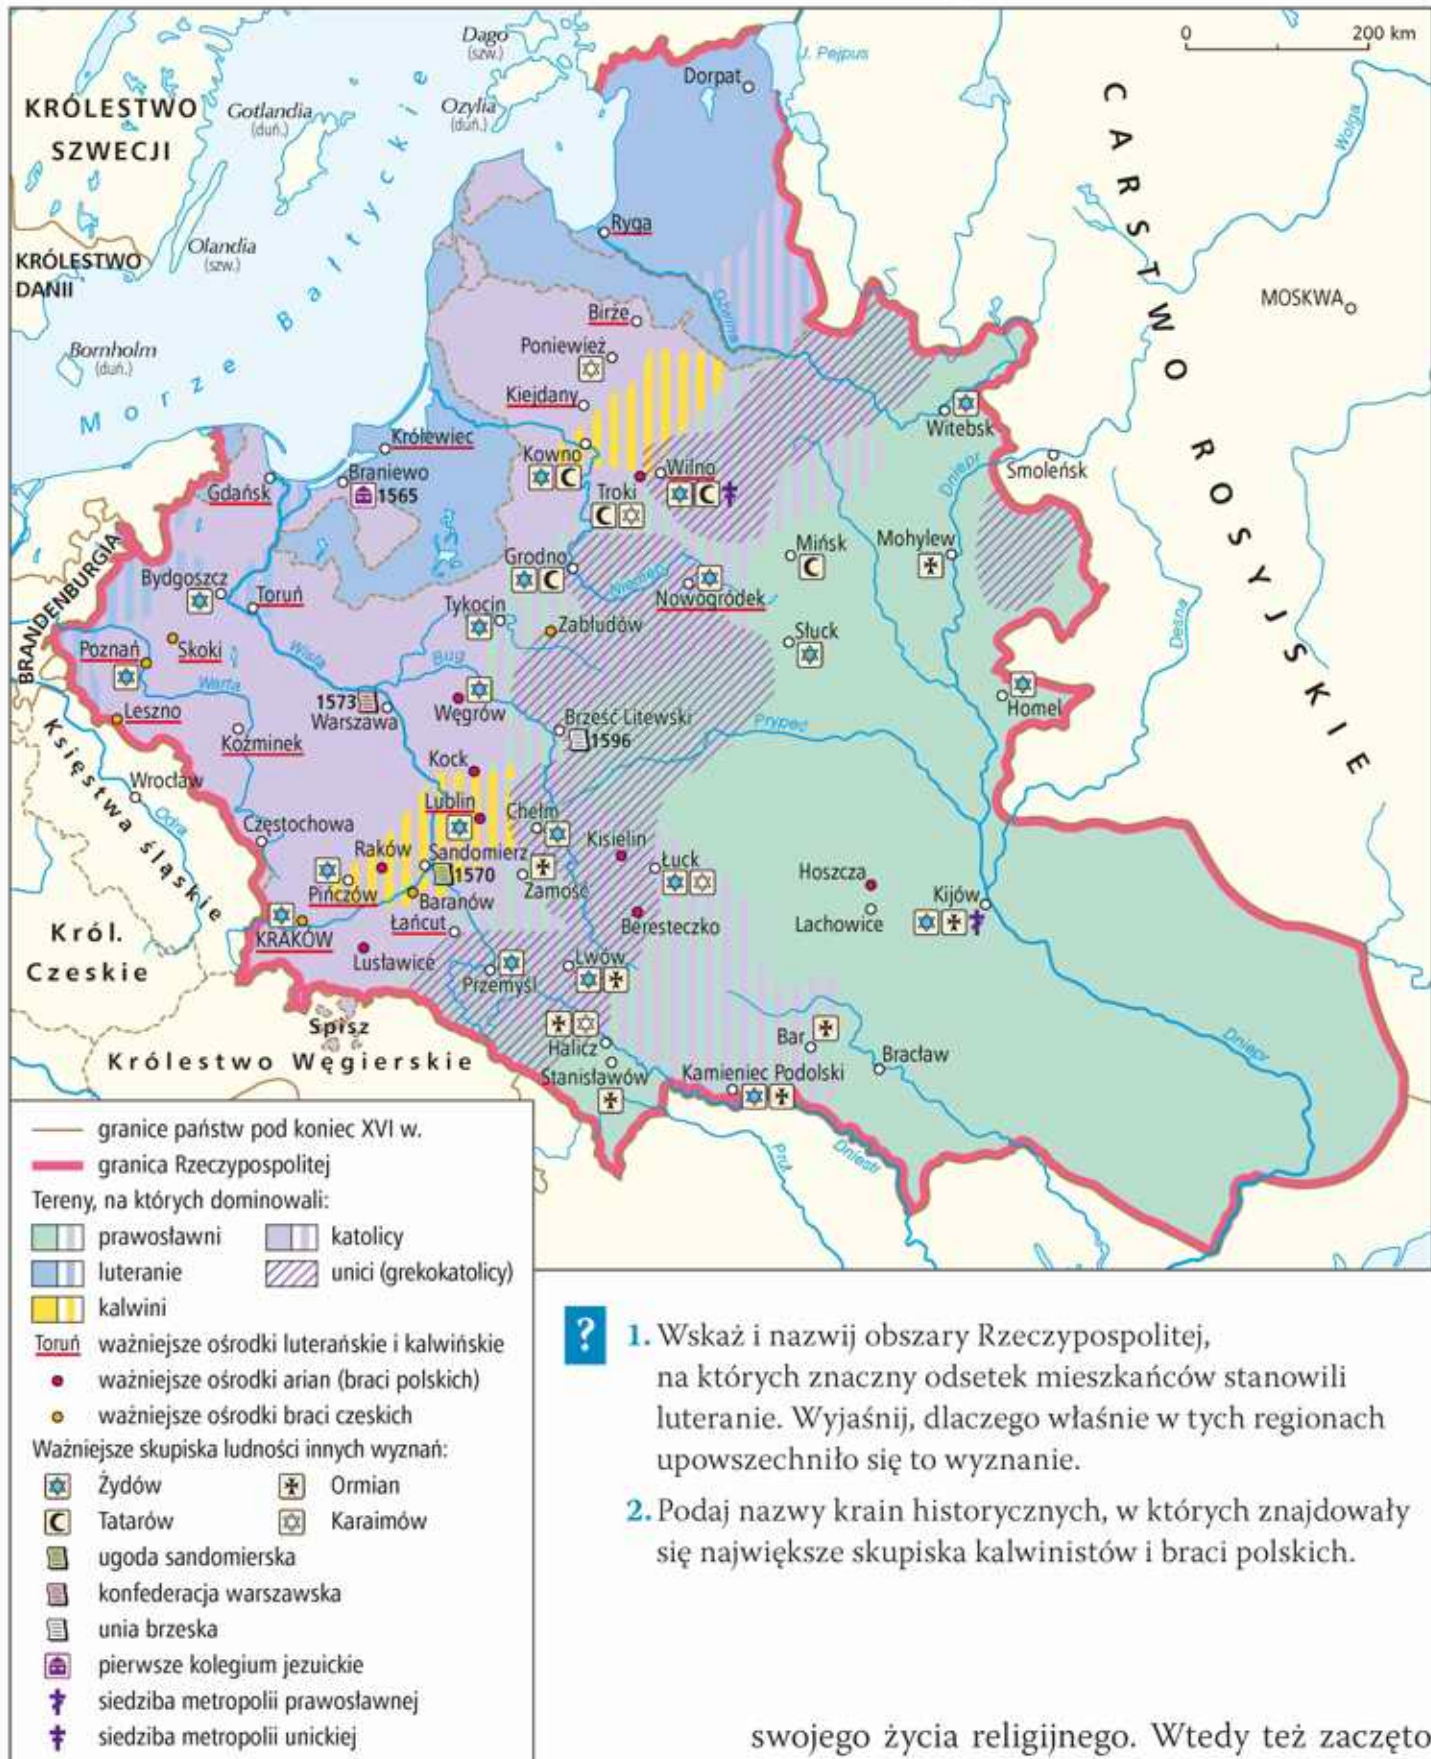 Dago
(szw.)
0 200 km
J. Pejpus
Dorpat
KRÓLESTWO
SZWECJI
Gotlandia
(duń.)
Ozylia
(duń.)
CARSTWO ROSYJSKIE
Wołga
Olandia
(szw.)
Ryga
KRÓLESTWO
DANII
Morze Bałtyckie
Dźwina
MOSKWA
Birże
Bornholm
(duń.)
Poniewież
Kiejdany
Witebsk
Królewiec
Kowno
Wilno
Smoleńsk
Dniepr
Gdańsk
Braniewo
1565
Troki
BRANDENBURGIA
Grodno
Mińsk
Mohylew
Bydgoszcz
Niemen
Toruń
Tykocin
Nowogródek
Desna
Zabłudów
Poznań
Skoki
Wisła
Bug
Słuck
Warta
1573
Warszawa
Węgrów
Homel
Leszno
Brześć Litewski
1596
Prypeć
Koźminek
Księstwa śląskie
Wrocław
Kock
Odra
Lublin
Chełm
Częstochowa
Raków
Sandomierz
1570
Kisielin
Łuck
Hoszcza
Pińczów
Baranów
Zamość
Kijów
KRAKÓW
Łańcut
Beresteczko
Lachowice
Król.
Czeskie
Lusławice
Przemyśl
Lwów
Spisz
Królestwo Węgierskie
Halicz
Bar
Bracław
Dniepr
Stanisławów
Kamieniec Podolski
Prut
Dniestr
granice państw pod koniec XVI w.
granica Rzeczypospolitej
Tereny, na których dominowali:
prawosławni katolicy
luteranie unici (grekokatolicy)
kalwini
Toruń ważniejsze ośrodki luterańskie i kalwińskie
ważniejsze ośrodki arian (braci polskich)
ważniejsze ośrodki braci czeskich
Ważniejsze skupiska ludności innych wyznań:
Żydów Ormian
Tatarów Karaimów
ugoda sandomierska
konfederacja warszawska
unia brzeska
pierwsze kolegium jezuickie
siedziba metropolii prawosławnej
siedziba metropolii unickiej
?
1. Wskaż i nazwij obszary Rzeczypospolitej,
na których znaczny odsetek mieszkańców stanowili
luteranie. Wyjaśnij, dlaczego właśnie w tych regionach
upowszechniło się to wyznanie.
2. Podaj nazwy krain historycznych, w których znajdowały
się największe skupiska kalwinistów i braci polskich.
swojego życia religijnego. Wtedy też zaczęto